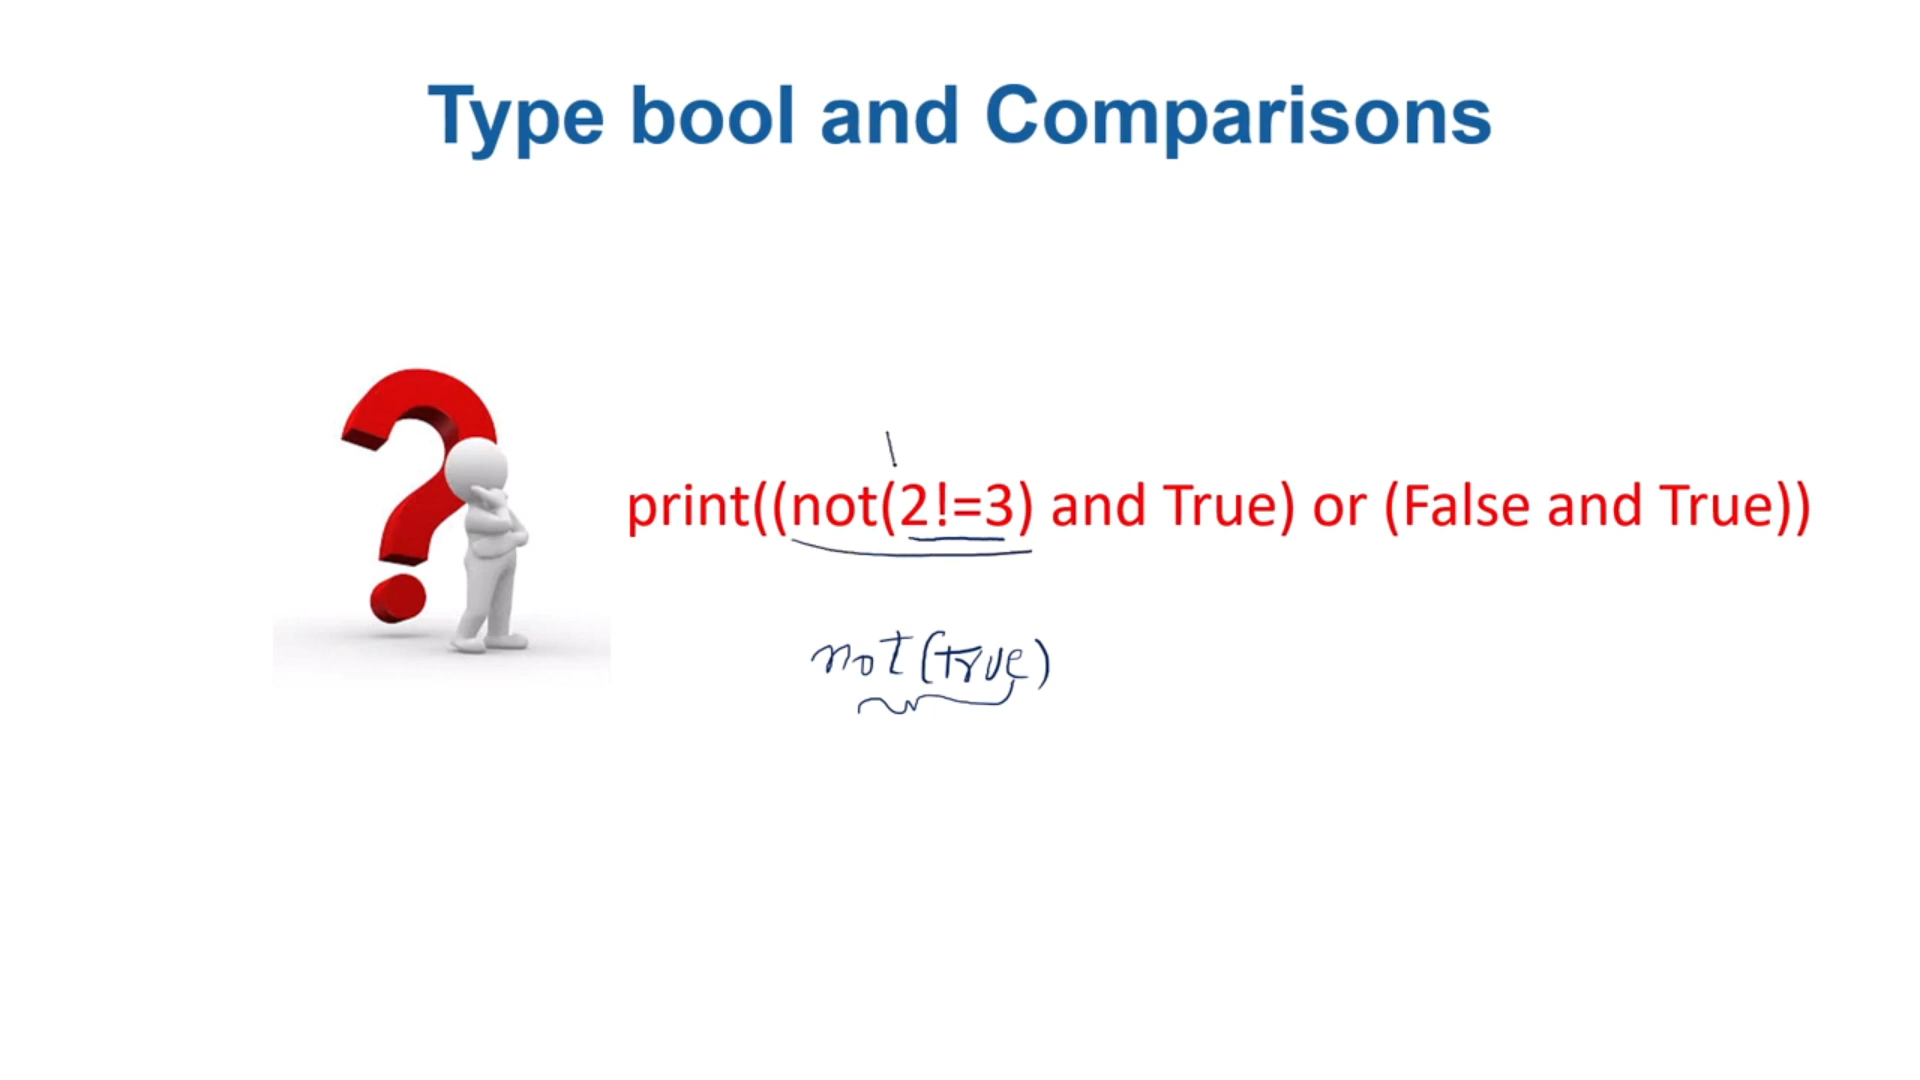 Type bool and Comparisons
print((not(2!=3) and True) or (False and True))
not(true)